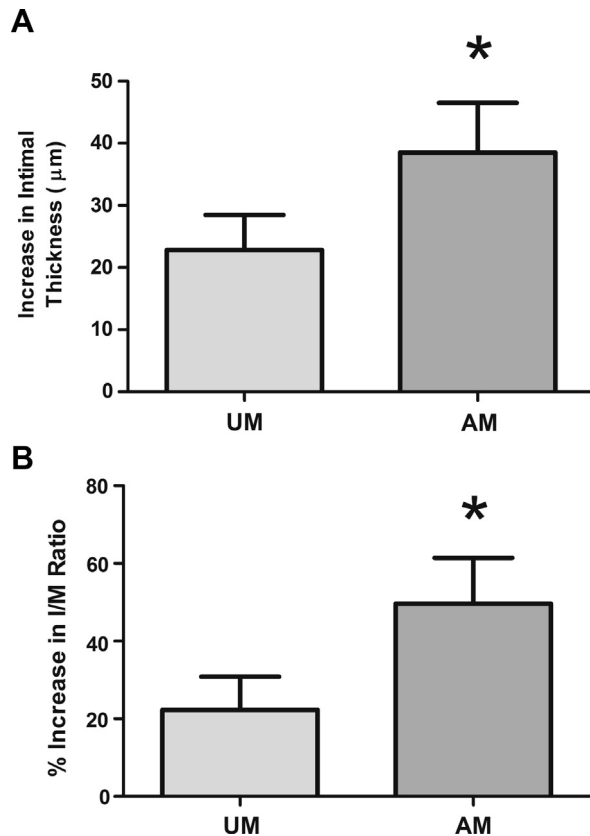 A
*
50
40
30
20
10
0
Increase in Intimal
Thickness ( μm)
UM AM
B
*
80
60
40
20
0
% Increase in I/M Ratio
UM AM